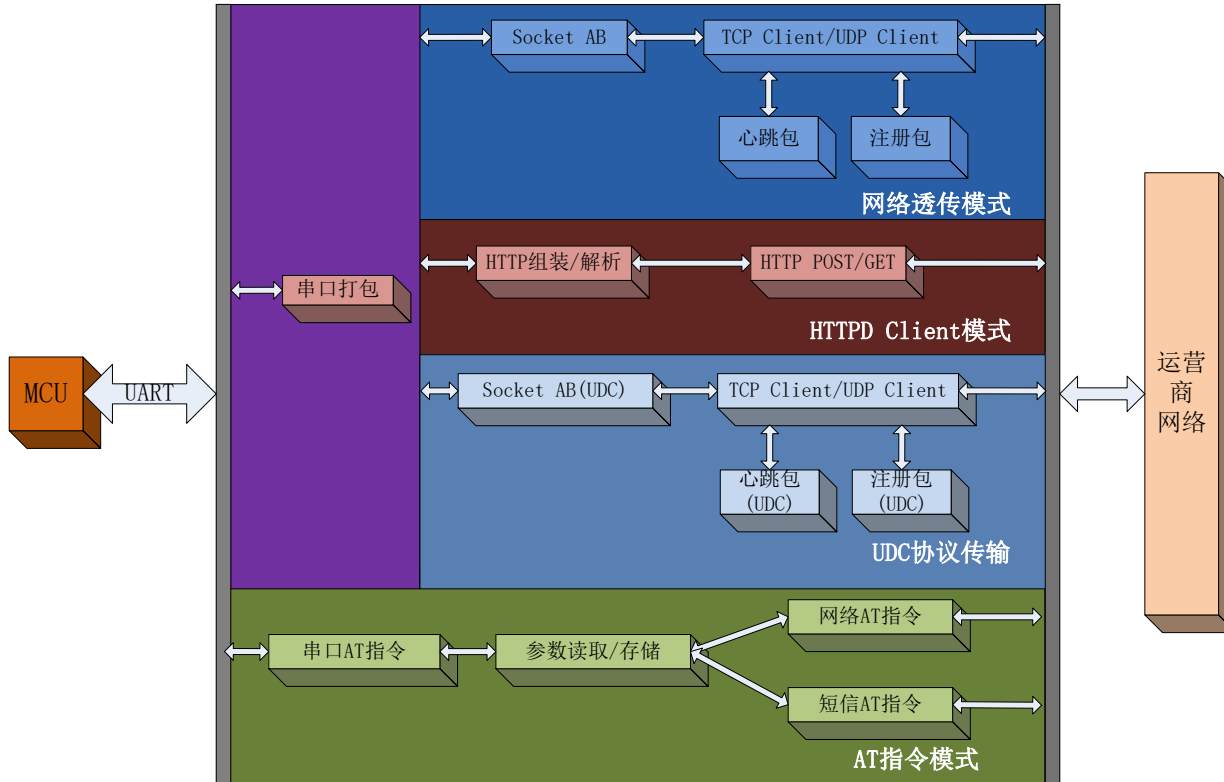 Socket AB
TCP Client/UDP Client
心跳包
注册包
网络透传模式
HTTP组装/解析
HTTP POST/GET
串口打包
HTTPD Client模式
MCU
UART
Socket AB(UDC)
TCP Client/UDP Client
运营
商
网络
心跳包
(UDC)
注册包
(UDC)
UDC协议传输
网络AT指令
串口AT指令
参数读取/存储
短信AT指令
AT指令模式